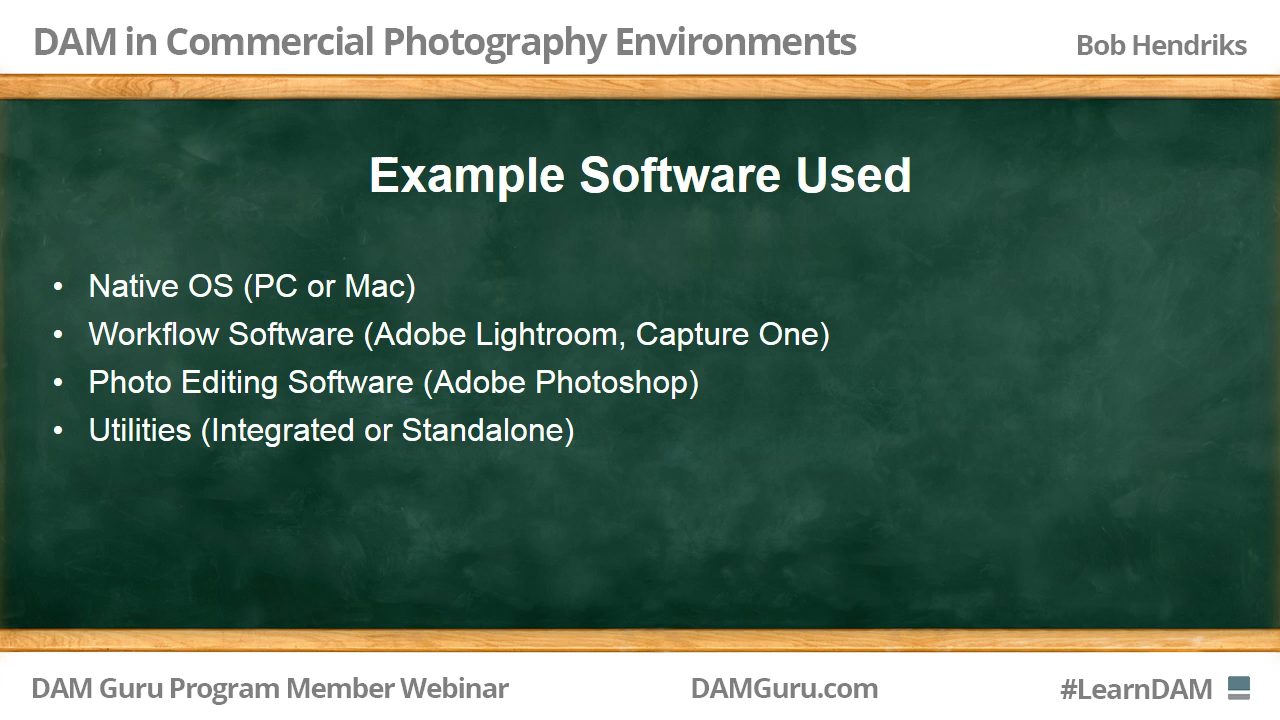 DAM in Commercial Photography Environments
Bob Hendriks
Example Software Used
• Native OS (PC or Mac)
• Workflow Software (Adobe Lightroom, Capture One)
• Photo Editing Software (Adobe Photoshop)
• Utilities (Integrated or Standalone)
DAM Guru Program Member Webinar
DAMGuru.com
#LearnDAM